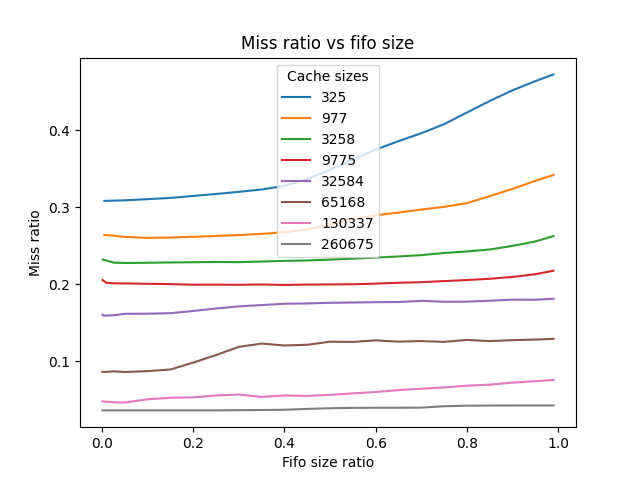 Miss ratio vs fifo size
Cache sizes
325
977
3258
9775
32584
65168
130337
260675
Miss ratio
0.4
0.3
0.2
0.1
0.0 0.2 0.4 0.6 0.8 1.0
Fifo size ratio